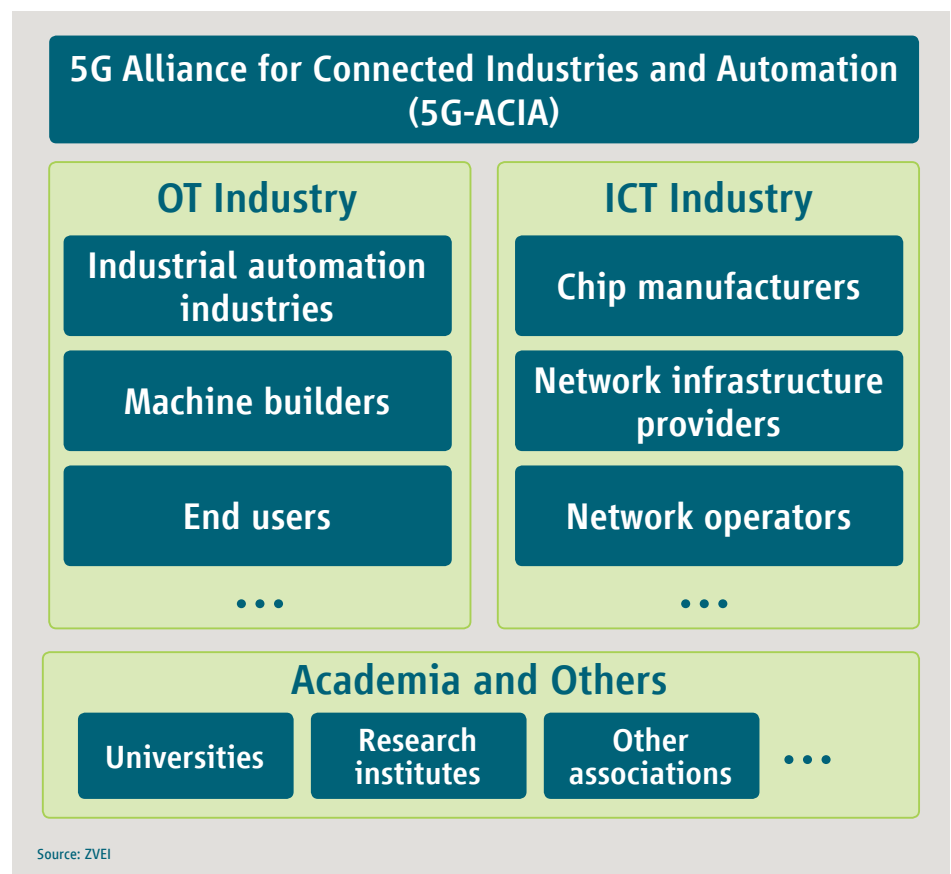 5G Alliance for Connected Industries and Automation
(5G-ACIA)
OT Industry
Industrial automation
industries
Machine builders
End users
...
ICT Industry
Chip manufacturers
Network infrastructure
providers
Network operators
...
Academia and Others
Universities
Research
institutes
Other
associations
...
Source: ZVEI